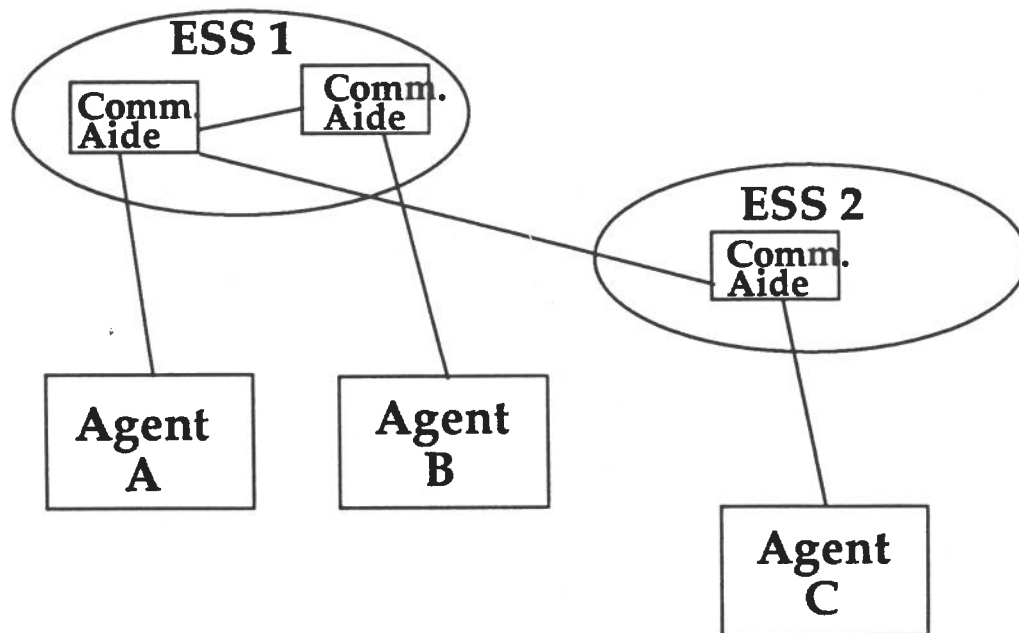 ESS 1
Comm.
Aide
Comm.
Aide
ESS 2
Comm.
Aide
Agent
A
Agent
B
Agent
C